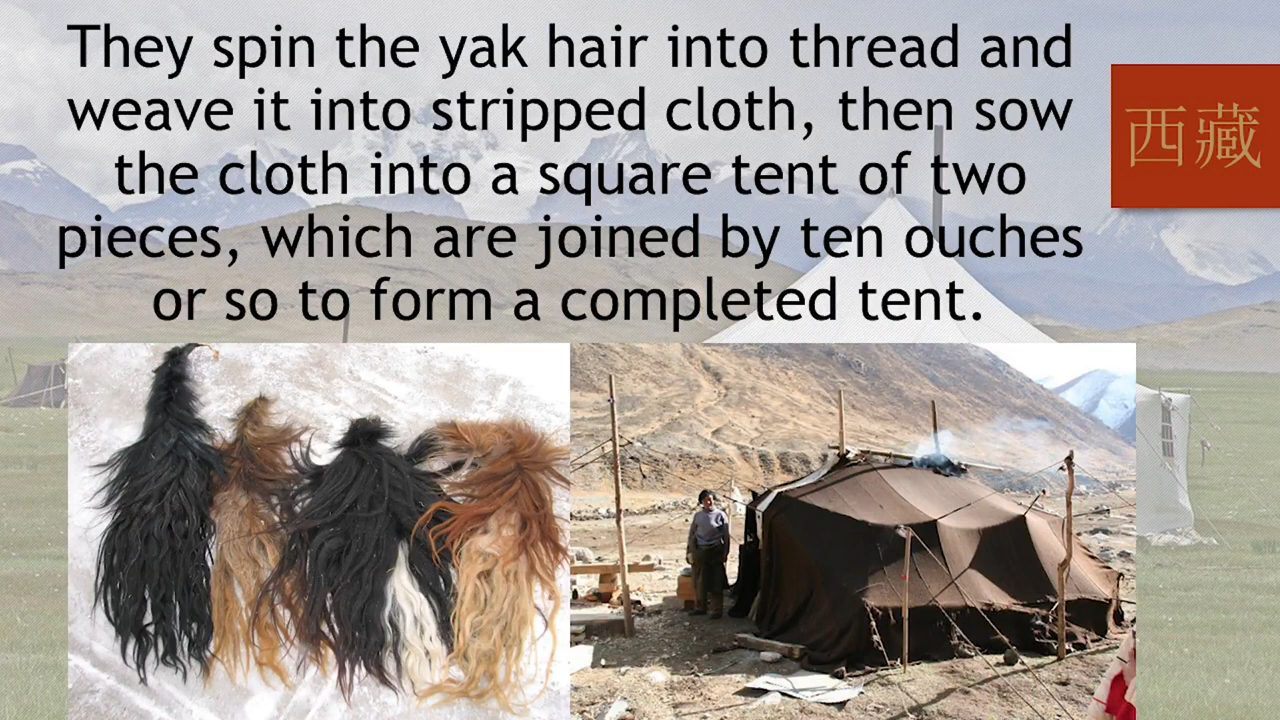 They spin the yak hair into thread and
weave it into stripped cloth, then sow
the cloth into a square tent of two
pieces, which are joined by ten ouches
or so to form a completed tent.
西藏